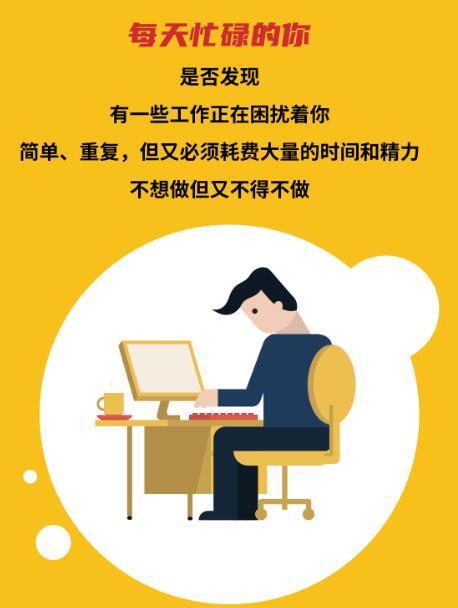 每天忙碌的你
是否发现
有一些工作正在困扰着你
简单、重复，但又必须耗费大量的时间和精力
不想做但又不得不做